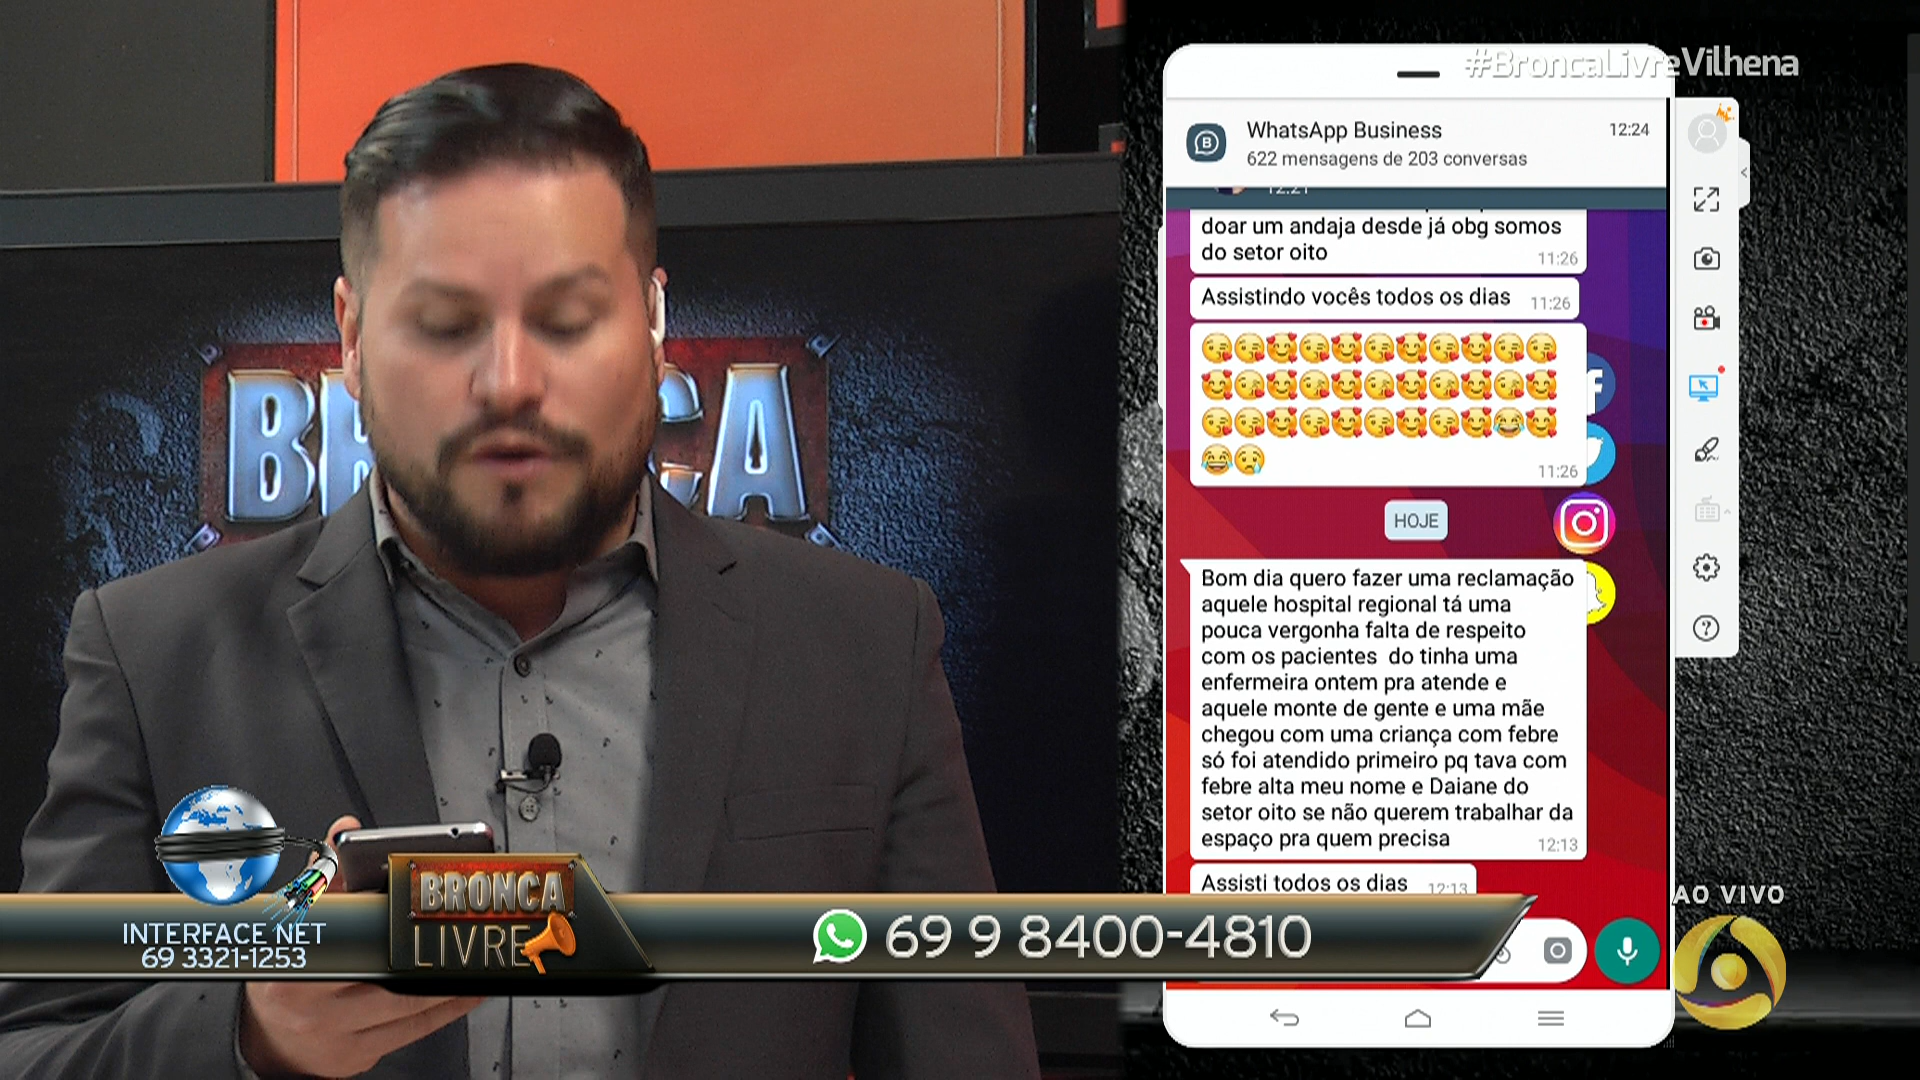 #BroncaLivreVilhena
WhatsApp Business
12:24
622 mensagens de 203 conversas
12:21
doar um andaja desde já obg somos
do setor oito
11:26
Assistindo vocês todos os dias
11:26
11:26
HOJE
Bom dia quero fazer uma reclamação
aquele hospital regional tá uma
pouca vergonha falta de respeito
com os pacientes do tinha uma
enfermeira ontem pra atende e
aquele monte de gente e uma mãe
chegou com uma criança com febre
só foi atendido primeiro pq tava com
febre alta meu nome e Daiane do
setor oito se não querem trabalhar da
espaço pra quem precisa
12:13
Assisti todos os dias
12:13
AO VIVO
BRONCA
LIVRE
INTERFACE NET
69 3321-1253
69 9 8400-4810